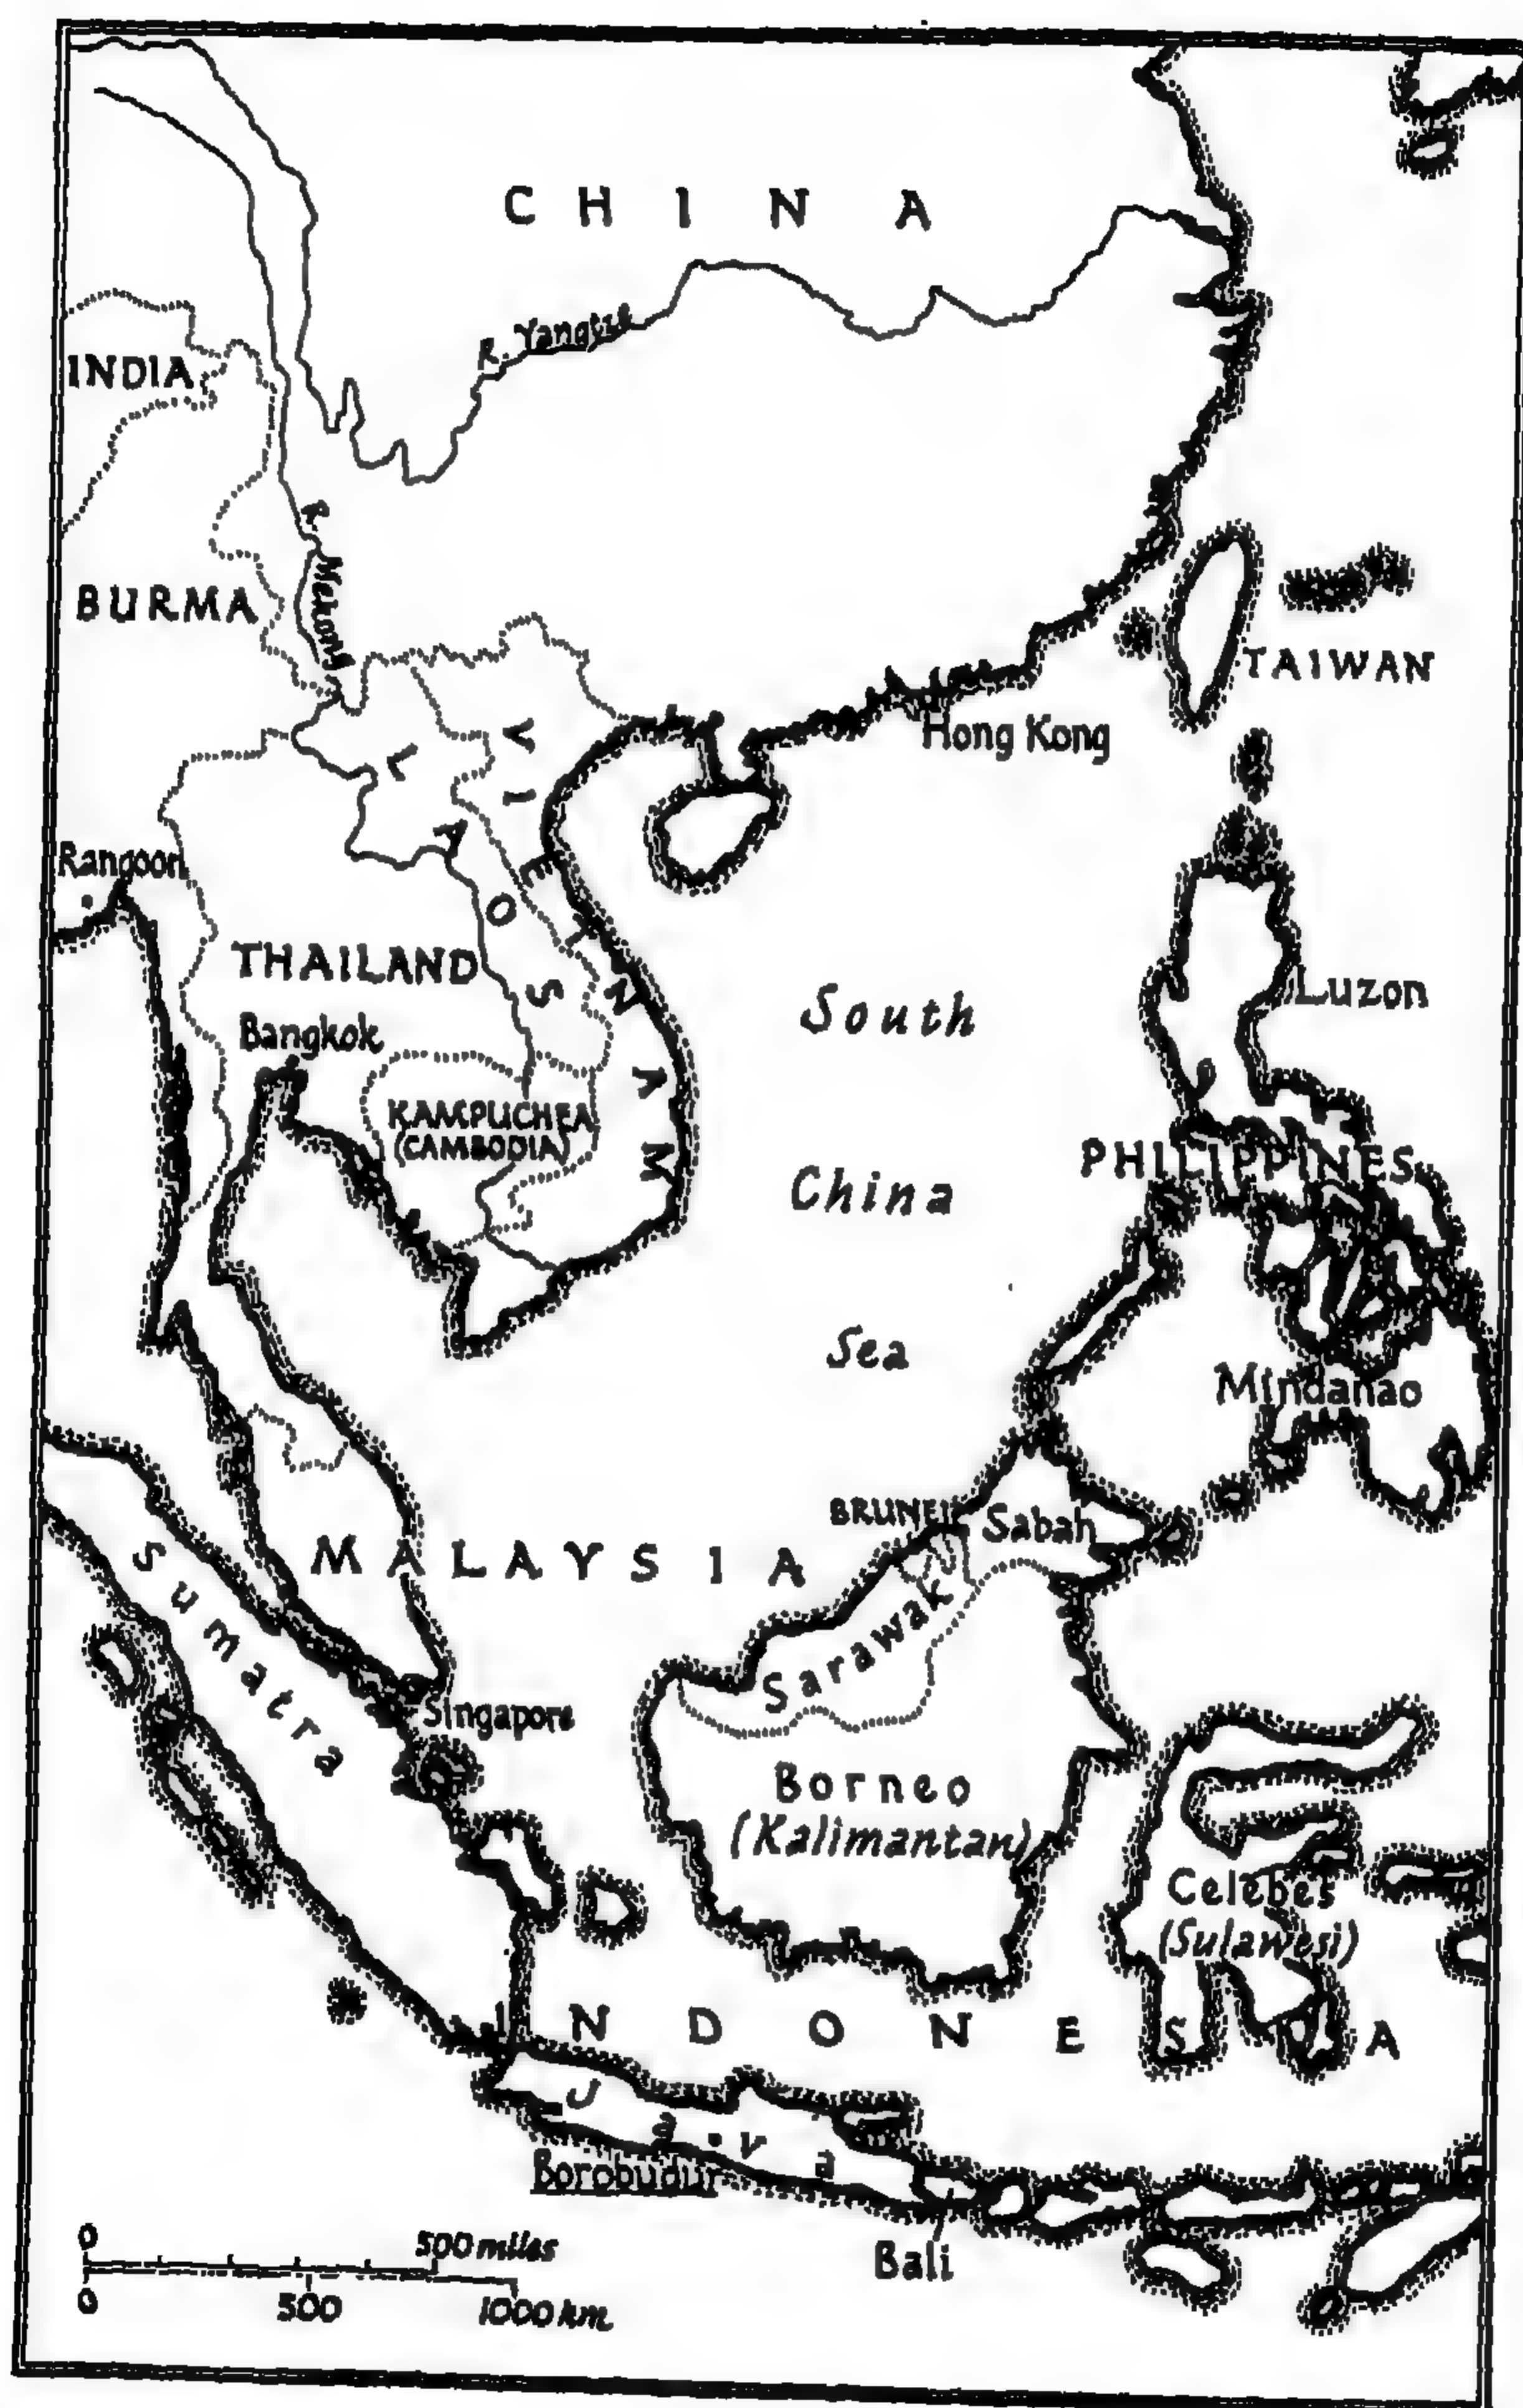 CHINA
R. Yangtze
INDIA
R. Mekong
BURMA
TAIWAN
Hong Kong
LAOS
VIETNAM
Rangoon
THAILAND
Luzon
South
China
Sea
Bangkok
KAMPUCHEA
(CAMBODIA)
PHILIPPINES
Mindanao
BRUNEI
Sabah
MALAYSIA
Sumatra
Sarawak
Singapore
Borneo
(Kalimantan)
Celebes
(Sulawesi)
INDONESIA
Java
Borobudur
Bali
0 500 miles
0 500 1000 km